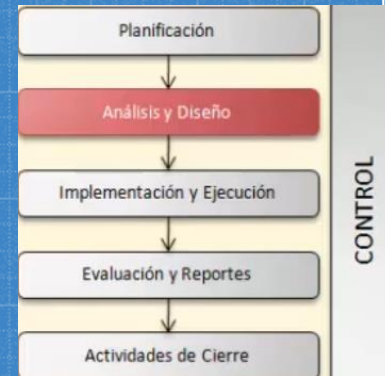 Planificación
Análisis y Diseño
Implementación y Ejecución
Evaluación y Reportes
Actividades de Cierre
CONTROL